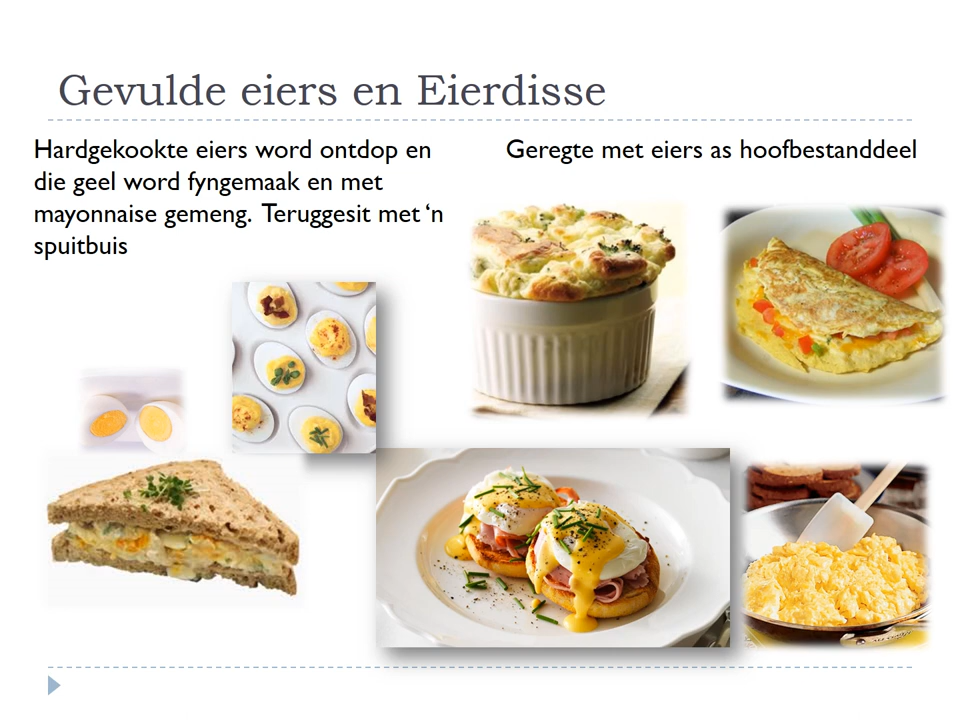 Gevulde eiers en Eierdisse
Hardgekookte eiers word ontdop en
die geel word fyngemaak en met
mayonnaise gemeng.  Teruggesit met ‘n
spuitbuis
Geregte met eiers as hoofbestanddeel